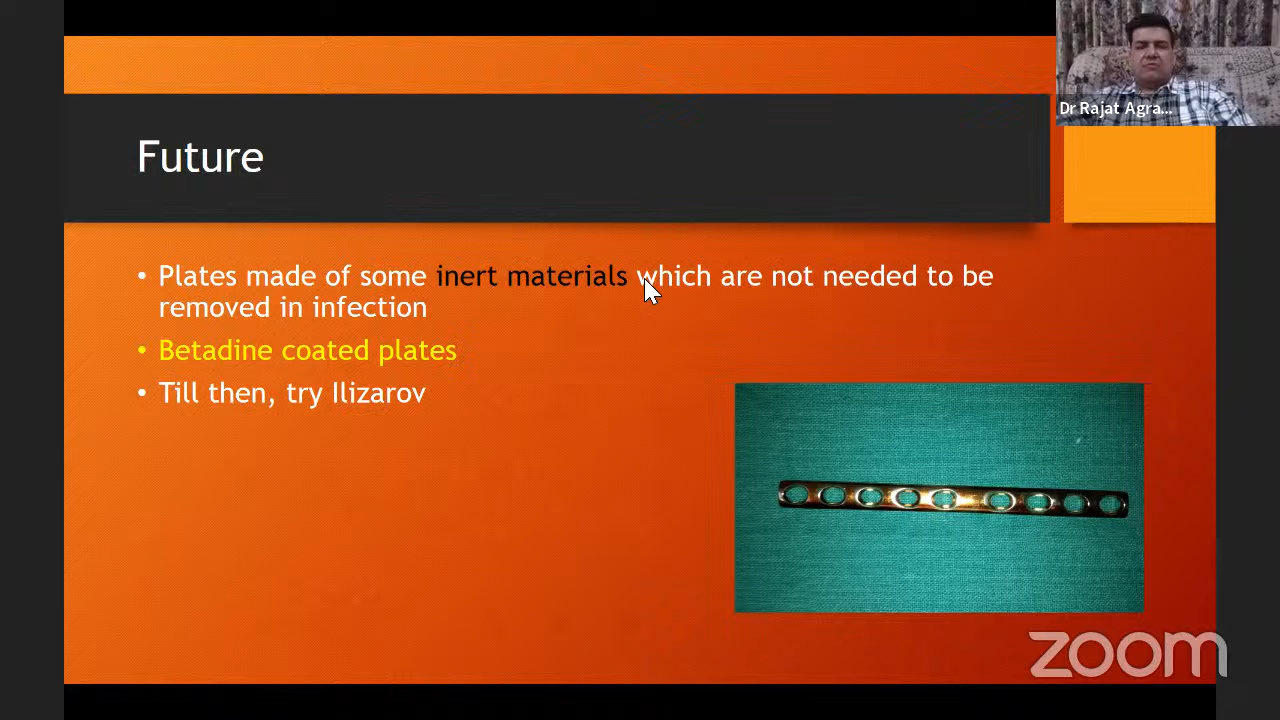 Dr Rajat Agra...
Future
• Plates made of some inert materials which are not needed to be
removed in infection
• Betadine coated plates
• Till then, try Ilizarov
zoom